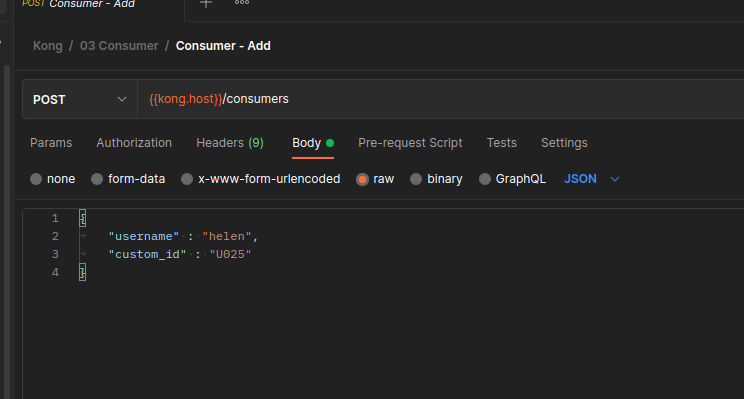 POST Consumer - Add
Kong / 03 Consumer / Consumer - Add
POST {{kong.host}}/consumers
Params Authorization Headers (9) Body Pre-request Script Tests Settings
none form-data x-www-form-urlencoded raw binary GraphQL JSON
1 {
2 "username" : "helen",
3 "custom_id" : "U025"
4 }